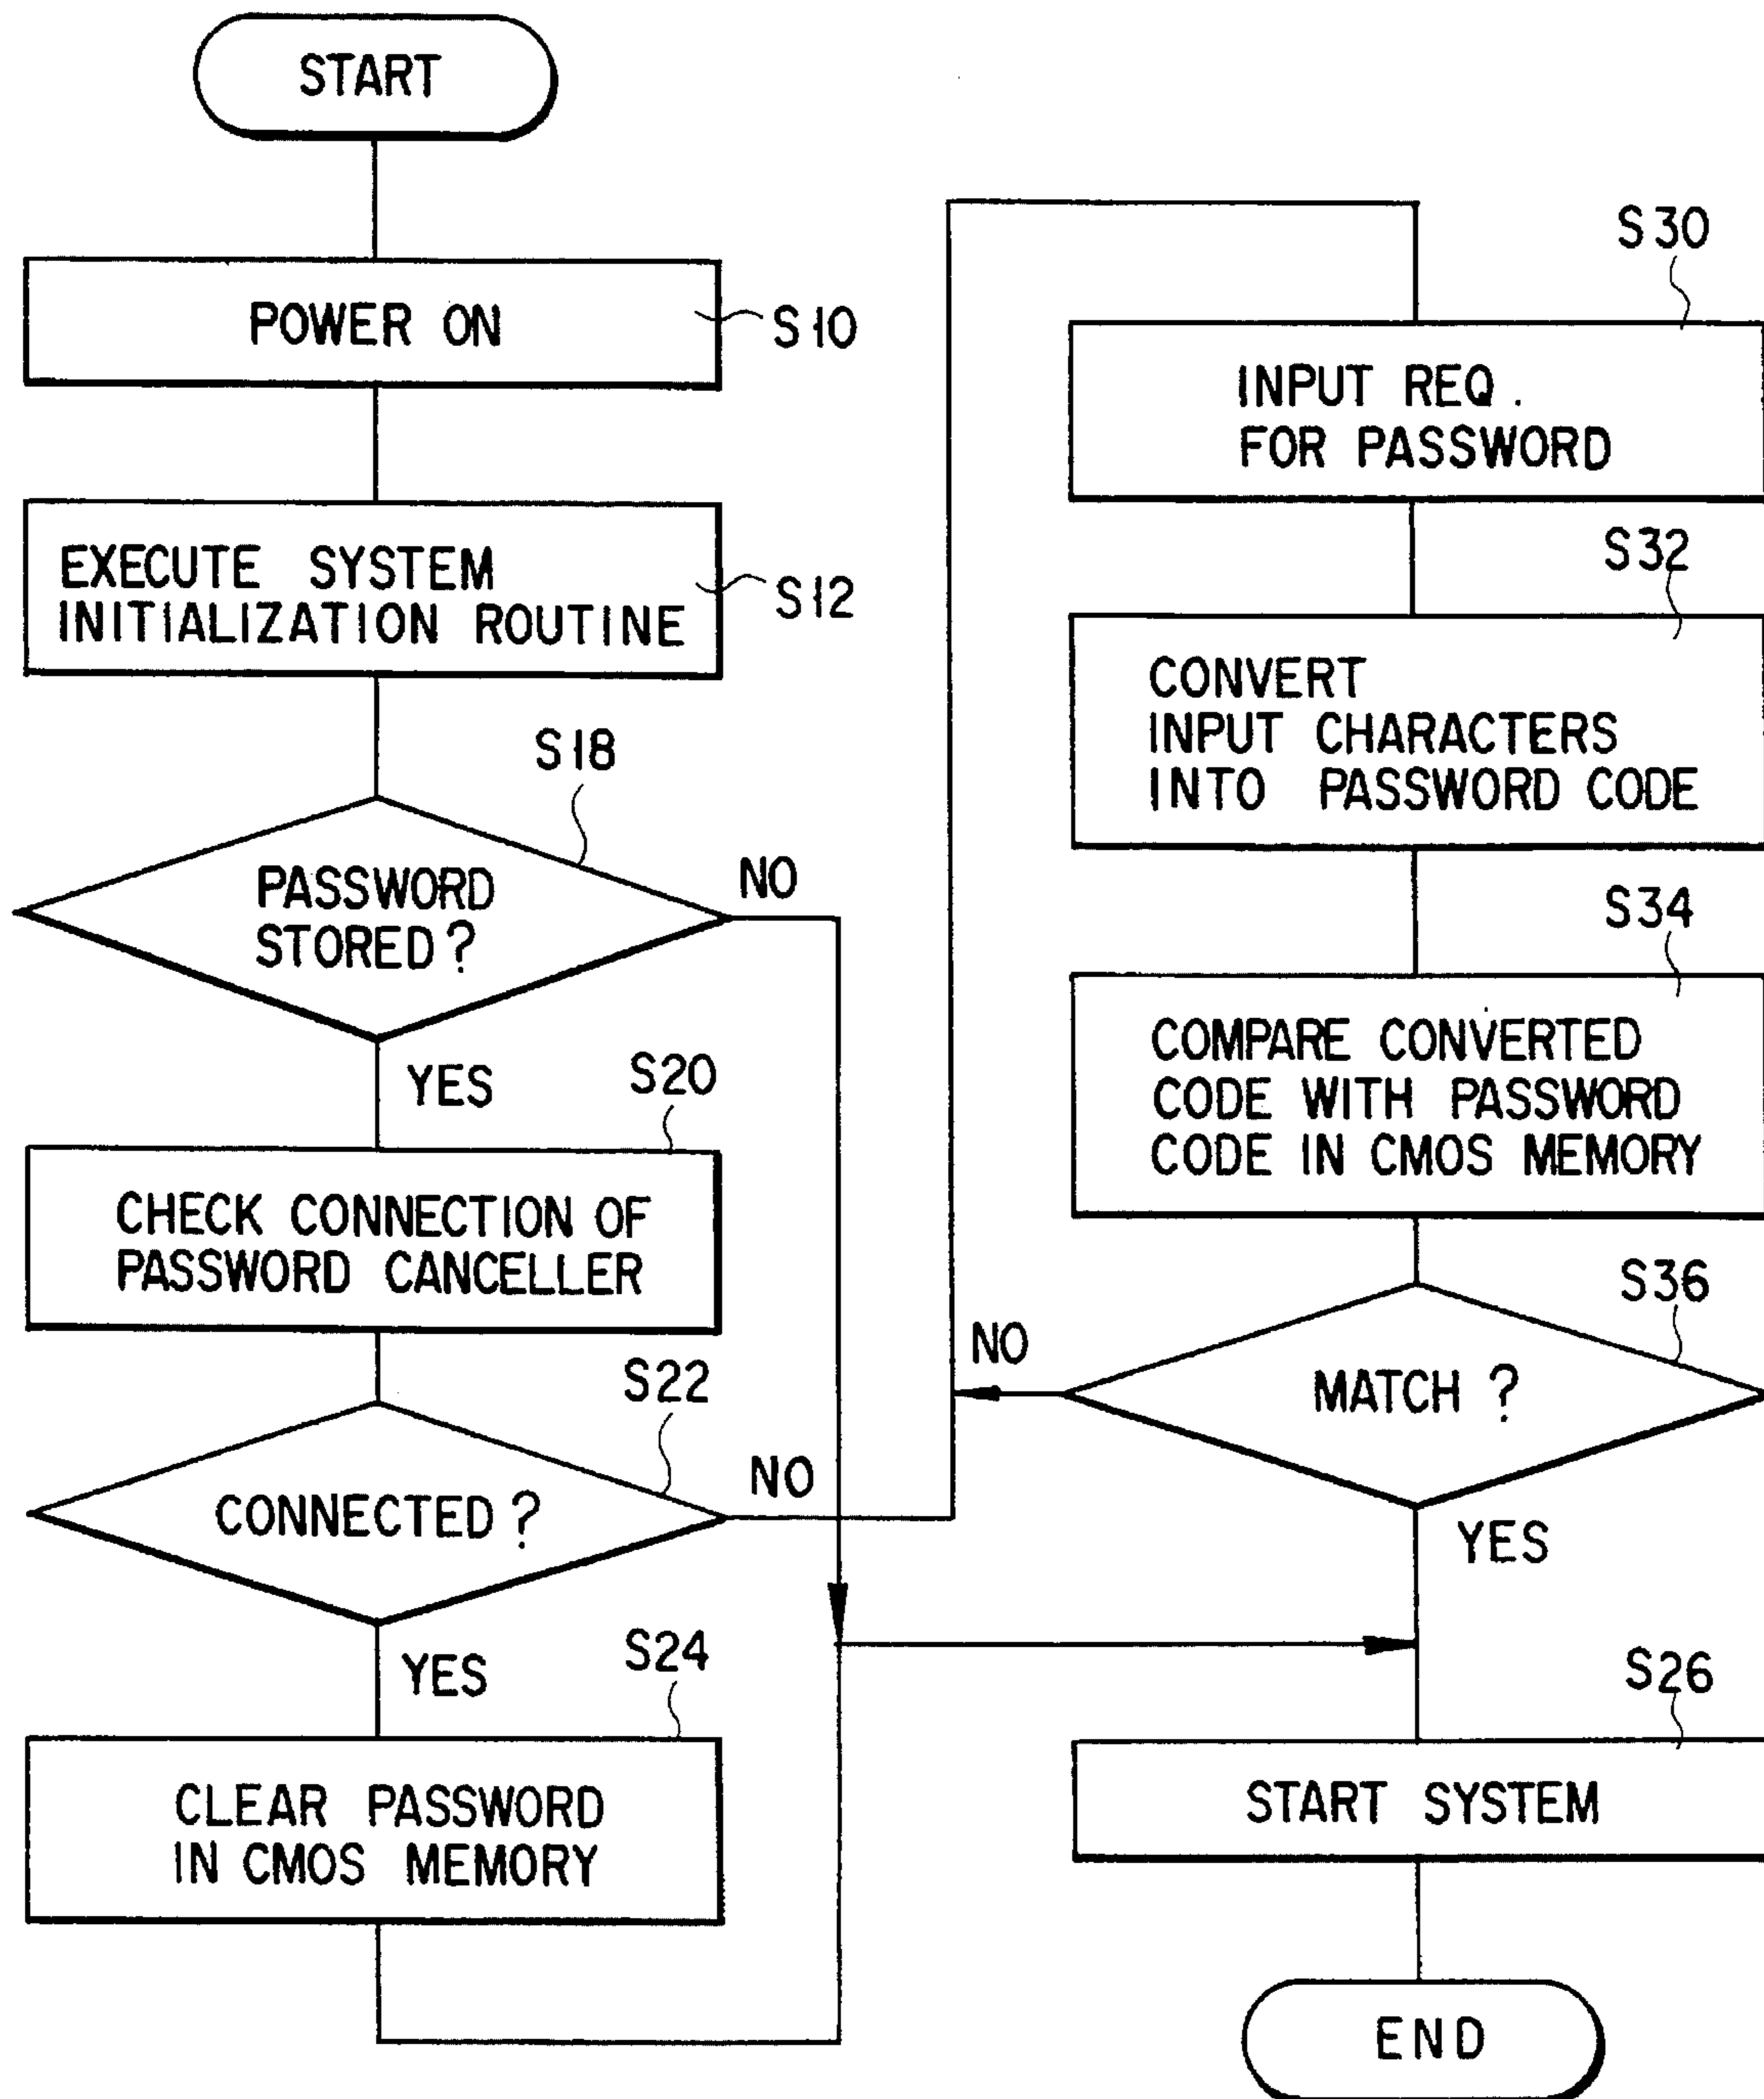 START
POWER ON
S10
EXECUTE SYSTEM
INITIALIZATION ROUTINE
S12
S18
PASSWORD
STORED?
NO
YES
S20
CHECK CONNECTION OF
PASSWORD CANCELLER
S22
CONNECTED?
NO
YES
S24
CLEAR PASSWORD
IN CMOS MEMORY
S30
INPUT REQ.
FOR PASSWORD
S32
CONVERT
INPUT CHARACTERS
INTO PASSWORD CODE
S34
COMPARE CONVERTED
CODE WITH PASSWORD
CODE IN CMOS MEMORY
S36
NO
MATCH?
YES
S26
START SYSTEM
END